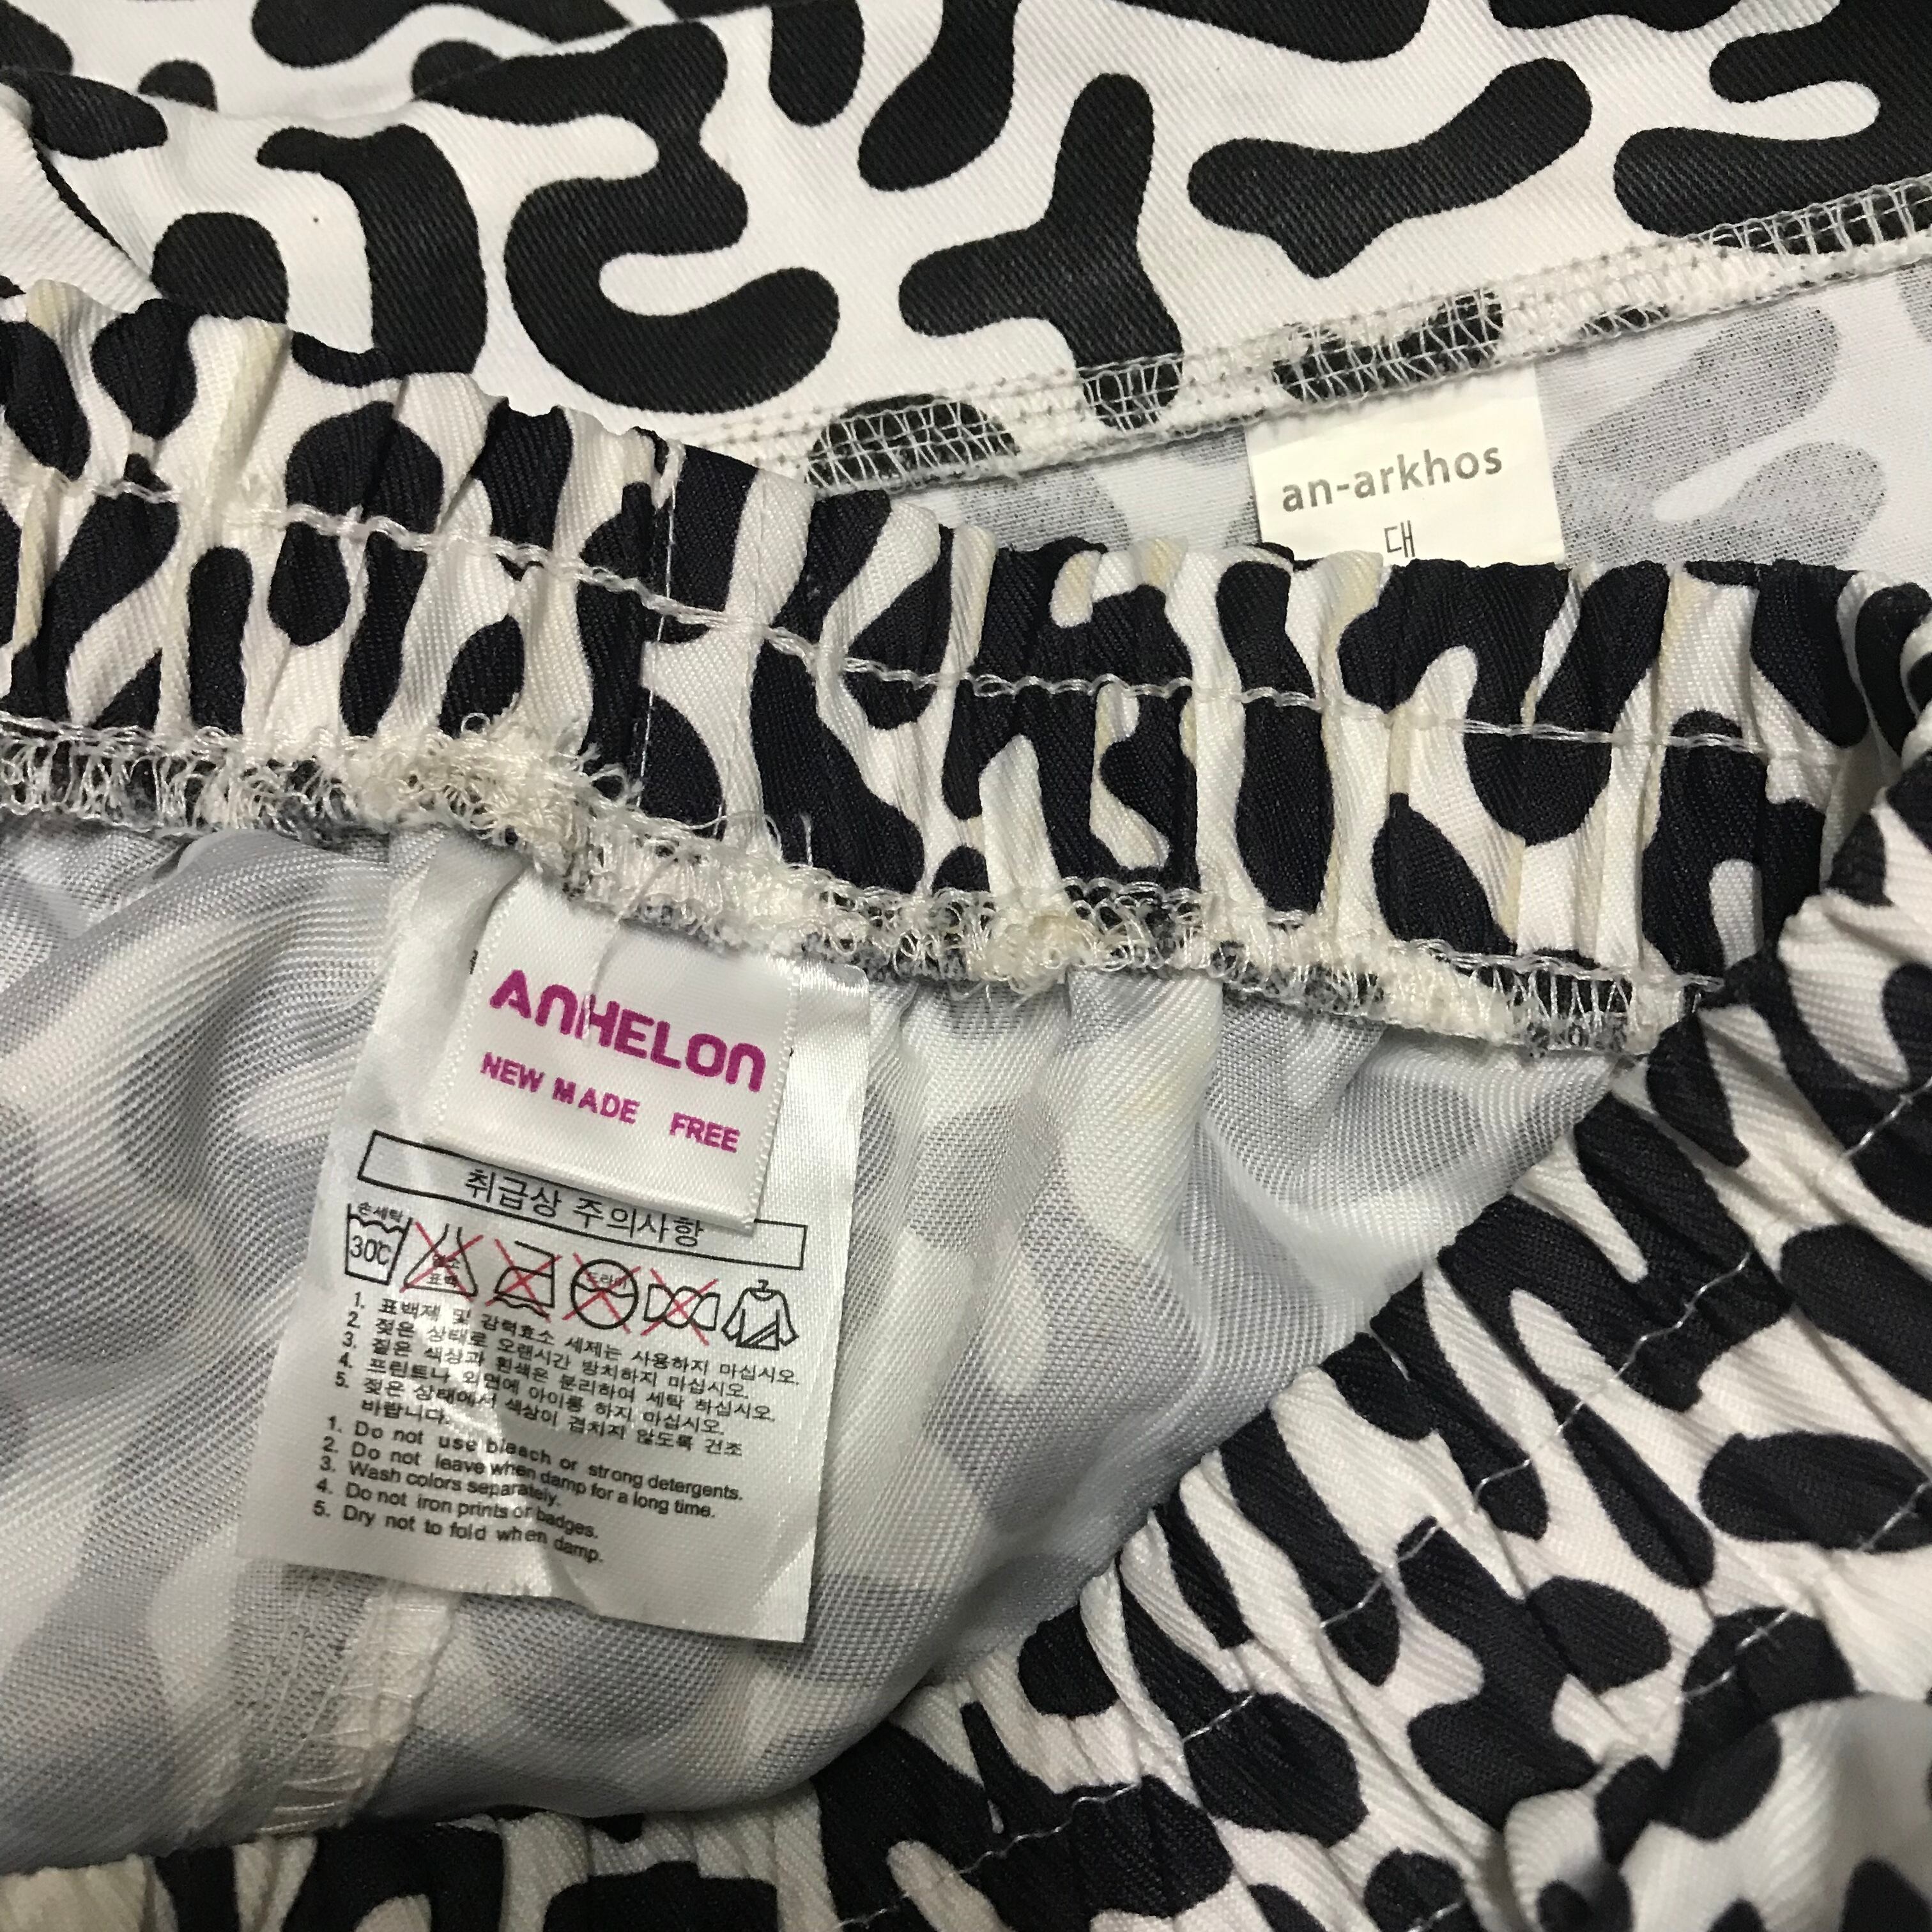 an-arkhos
대
ANHELON
NEW MADE FREE
취급상 주의사항
손세탁
30℃
드라이
1. 표백제 및 감력효소 세제는 사용하지 마십시오.
2. 젖은 상태로 오랜시간 방치하지 마십시오.
3. 짙은 색상과 흰색은 분리하여 세탁 하십시오.
4. 프린트나 외면에 아이롱 하지 마십시오.
5. 젖은 상태에서 색상이 겹치지 않도록 건조
바랍니다.
1. Do not use bleach or strong detergents.
2. Do not leave when damp for a long time.
3. Wash colors separately.
4. Do not iron prints or badges.
5. Dry not to fold when damp.